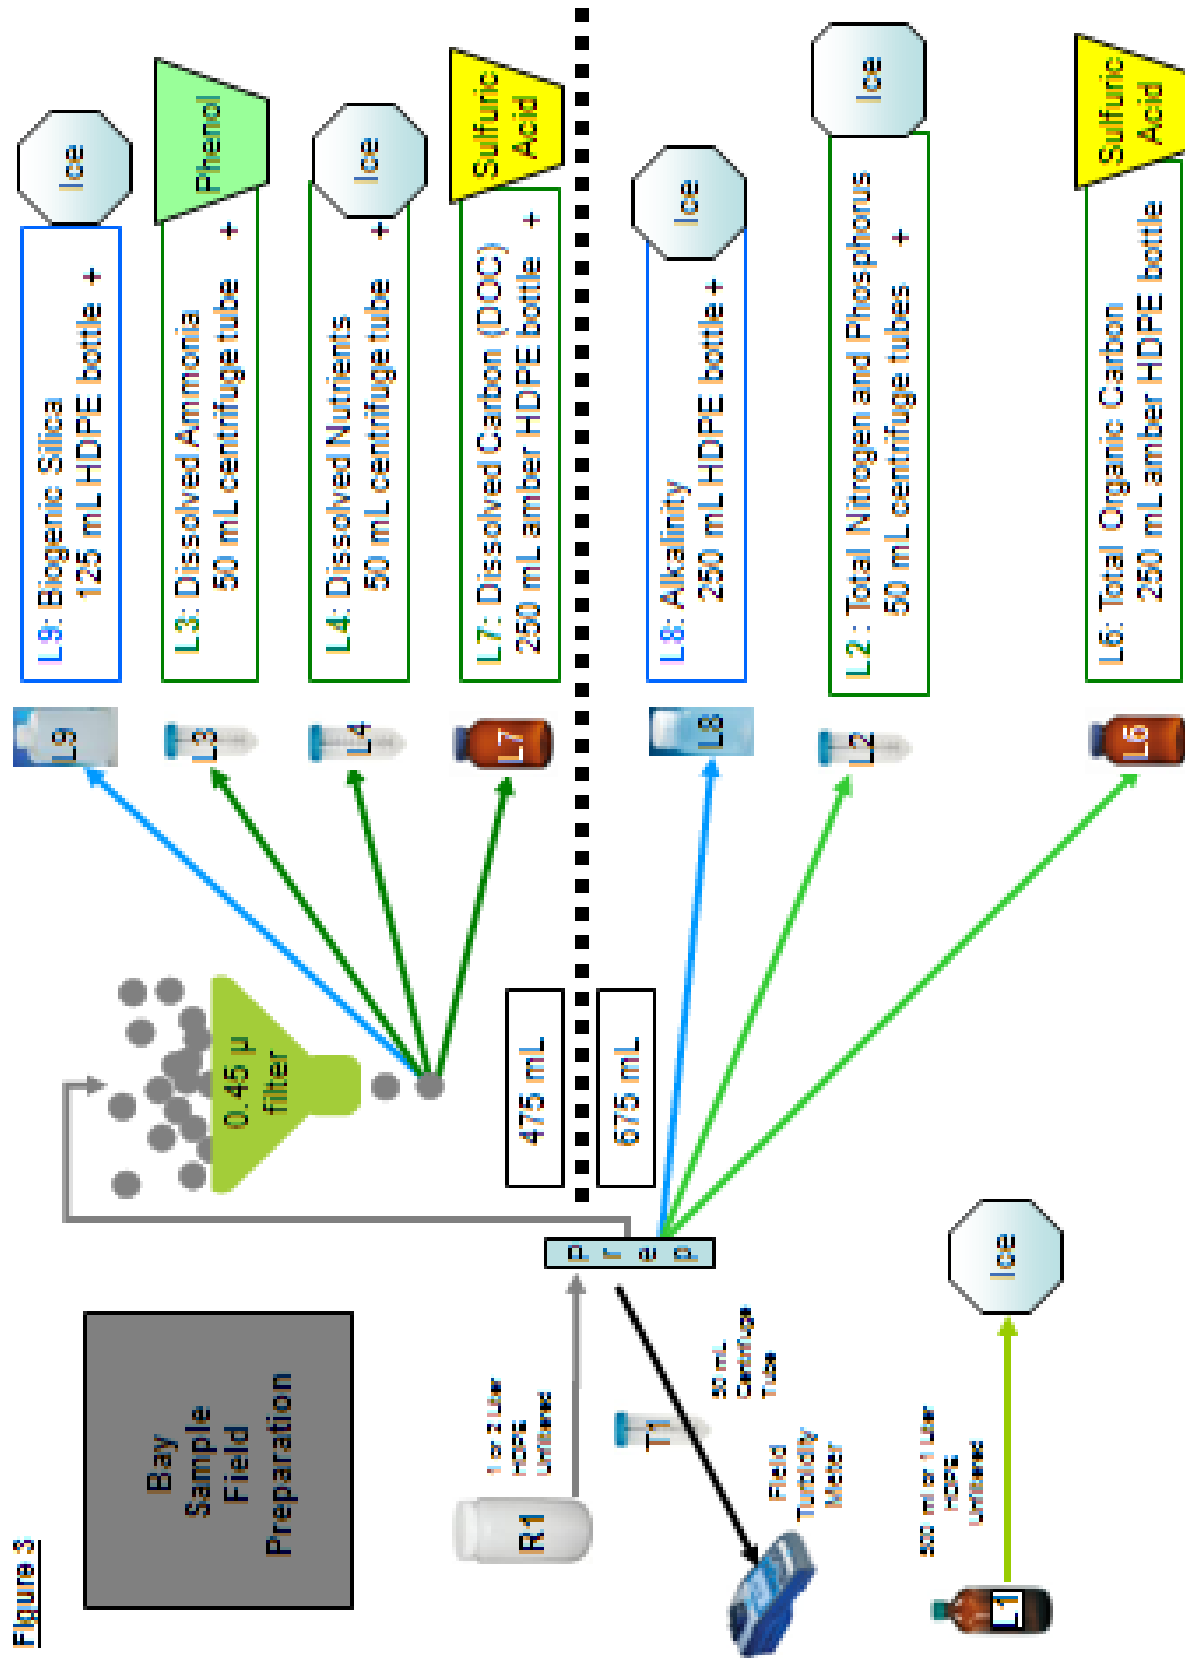 Figure 3
Bay
Sample
Field
Preparation
R1
1 or 2 Liter
HDPE
Unfiltered
P r e p
T1
50 mL
Centrifuge
Tube
Field
Turbidity
Meter
L1
500 ml or 1 Liter
HDPE
Unfiltered
Ice
0.45 µ
filter
475 mL
675 mL
L9
L9: Biogenic Silica
125 mL HDPE bottle +
Ice
L3
L3: Dissolved Ammonia
50 mL centrifuge tube +
Phenol
L4
L4: Dissolved Nutrients
50 mL centrifuge tube +
Ice
L7
L7: Dissolved Carbon (DOC)
250 mL amber HDPE bottle +
Sulfuric
Acid
L8
L8: Alkalinity
250 mL HDPE bottle +
Ice
L2
L2 : Total Nitrogen and Phosphorus
50 mL centrifuge tubes +
Ice
L6
L6: Total Organic Carbon
250 mL amber HDPE bottle
Sulfuric
Acid